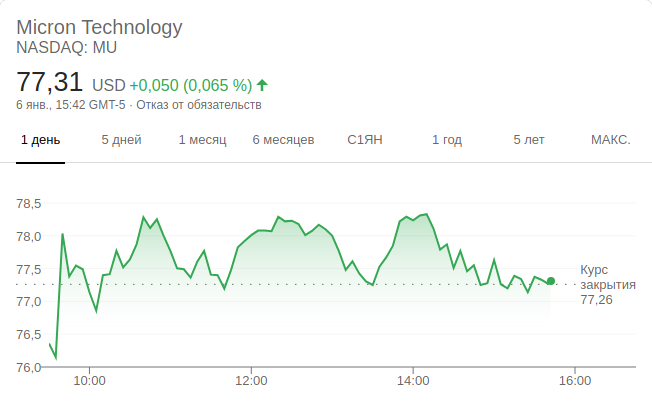 Micron Technology
NASDAQ: MU
77,31 USD +0,050 (0,065 %)
6 янв., 15:42 GMT-5 · Отказ от обязательств
1 день 5 дней 1 месяц 6 месяцев С1ЯН 1 год 5 лет МАКС.
78,5
78,0
77,5
77,0
76,5
76,0
Курс
закрытия
77,26
10:00 12:00 14:00 16:00